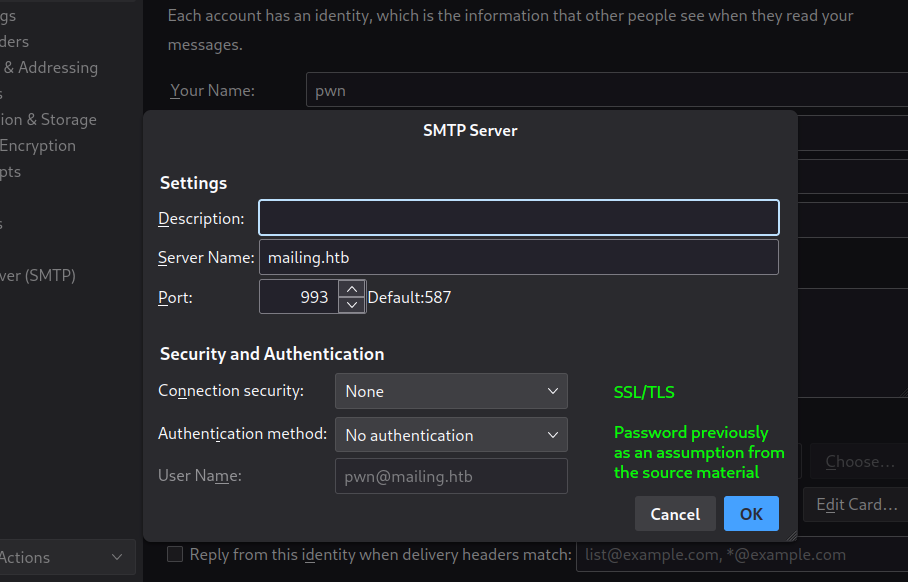 gs
Each account has an identity, which is the information that other people see when they read your
ders
messages.
& Addressing
s
Your Name: pwn
ion & Storage
SMTP Server
Encryption
pts
Settings
Description:
s
Server Name: mailing.htb
ver (SMTP)
Port: 993 Default:587
Security and Authentication
Connection security: None SSL/TLS
Authentication method: No authentication
Password previously
as an assumption from
the source material
User Name: pwn@mailing.htb
Choose...
Edit Card...
Cancel OK
Actions
Reply from this identity when delivery headers match: list@example.com, *@example.com